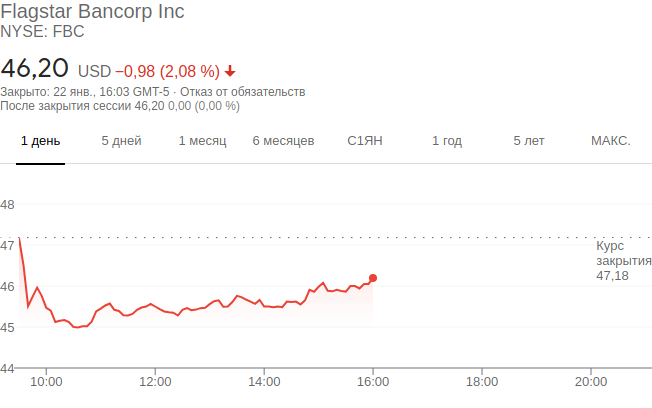 Flagstar Bancorp Inc
NYSE: FBC
46,20 USD −0,98 (2,08 %)
Закрыто: 22 янв., 16:03 GMT-5 · Отказ от обязательств
После закрытия сессии 46,20 0,00 (0,00 %)
1 день 5 дней 1 месяц 6 месяцев С1ЯН 1 год 5 лет МАКС.
48
47
46
45
44
Курс
закрытия
47,18
10:00 12:00 14:00 16:00 18:00 20:00